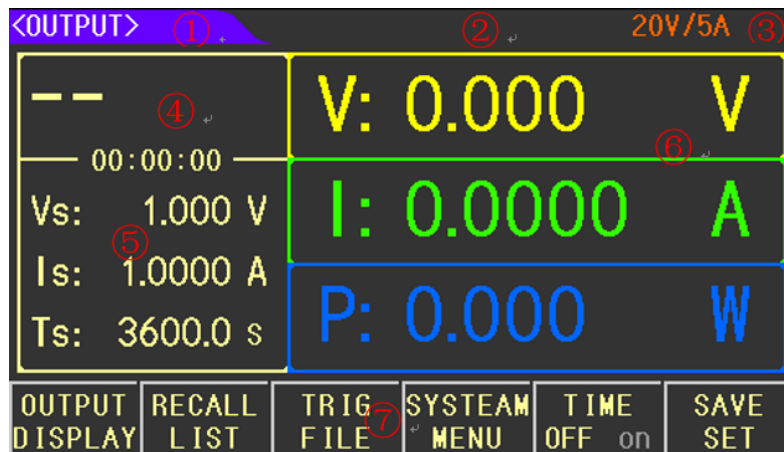 <OUTPUT> ① ② 20V/5A ③
-- ④
00:00:00
Vs: 1.000 V
⑤
Is: 1.0000 A
Ts: 3600.0 s
V: 0.000 V
⑥
I: 0.0000 A
P: 0.000 W
OUTPUT DISPLAY
RECALL LIST
TRIG FILE ⑦
SYSTEAM MENU
TIME OFF on
SAVE SET